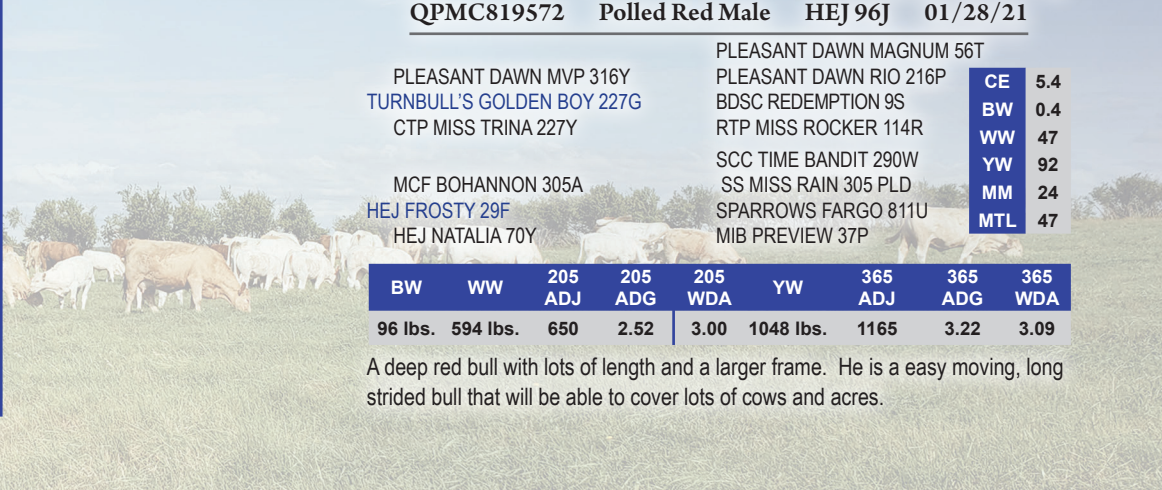 QPMC819572 Polled Red Male HEJ 96J 01/28/21
PLEASANT DAWN MAGNUM 56T
PLEASANT DAWN MVP 316Y PLEASANT DAWN RIO 216P
TURNBULL'S GOLDEN BOY 227G BDSC REDEMPTION 9S
CTP MISS TRINA 227Y RTP MISS ROCKER 114R
SCC TIME BANDIT 290W
MCF BOHANNON 305A SS MISS RAIN 305 PLD
HEJ FROSTY 29F SPARROWS FARGO 811U
HEJ NATALIA 70Y MIB PREVIEW 37P
CE 5.4
BW 0.4
WW 47
YW 92
MM 24
MTL 47
BW WW 205 ADJ 205 ADG 205 WDA YW 365 ADJ 365 ADG 365 WDA
96 lbs. 594 lbs. 650 2.52 3.00 1048 lbs. 1165 3.22 3.09
A deep red bull with lots of length and a larger frame. He is a easy moving, long
strided bull that will be able to cover lots of cows and acres.